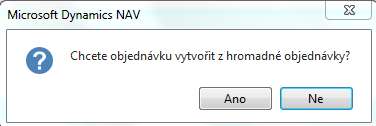 Microsoft Dynamics NAV
Chcete objednávku vytvořit z hromadné objednávky?
Ano
Ne